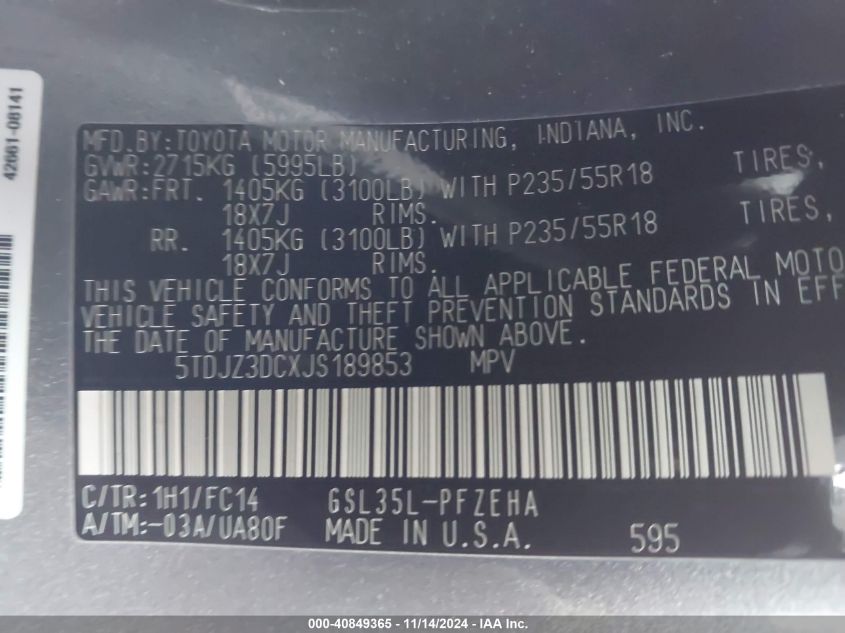 42661-08141
MFD.BY:TOYOTA MOTOR MANUFACTURING, INDIANA, INC.
GVWR:2715KG (5995LB)
GAWR:FRT. 1405KG (3100LB) WITH P235/55R18 TIRES,
18X7J RIMS.
RR. 1405KG (3100LB) WITH P235/55R18 TIRES,
18X7J RIMS.
THIS VEHICLE CONFORMS TO ALL APPLICABLE FEDERAL MOTO
VEHICLE SAFETY AND THEFT PREVENTION STANDARDS IN EFF
THE DATE OF MANUFACTURE SHOWN ABOVE.
5TDJZ3DCXJS189853 MPV
C/TR: 1H1/FC14 GSL35L-PFZEHA
A/TM:-03A/UA80F MADE IN U.S.A. 595
000-40849365 - 11/14/2024 - IAA Inc.